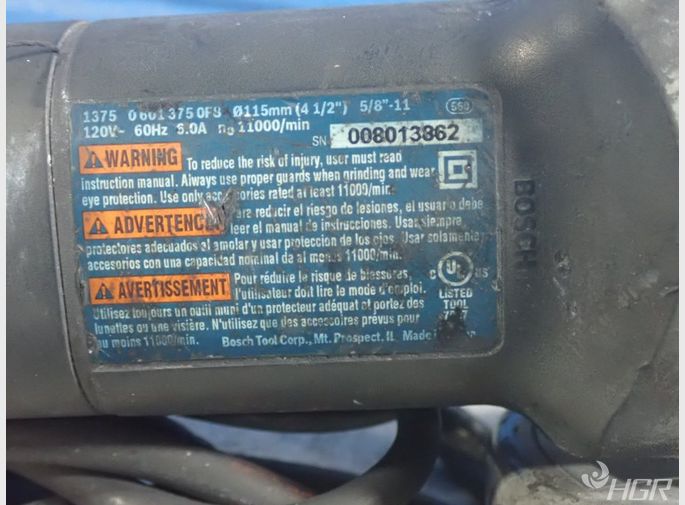 1375 0 601 375 0F9 Ø115mm (4 1/2") 5/8"-11
120V~ 60Hz 6.0A n₀ 11000/min
SN 008013862
WARNING To reduce the risk of injury, user must read
instruction manual. Always use proper guards when grinding and wear
eye protection. Use only accessories rated at least 11000/min.
ADVERTENCIA Para reducir el riesgo de lesiones, el usuario debe
leer el manual de instrucciones. Usar siempre
protectores adecuados al amolar y usar protección de los ojos. Usar solamente
accesorios con una capacidad nominal de al menos 11000/min.
AVERTISSEMENT Pour réduire le risque de blessures,
l'utilisateur doit lire le mode d'emploi.
Utilisez toujours un outil muni d'un protecteur adéquat et portez des
lunettes ou une visière. N'utilisez que des accessoires prévus pour
au moins 11000/min.
Bosch Tool Corp., Mt. Prospect. IL Made
C UL US
LISTED
TOOL
BOSCH
HGR